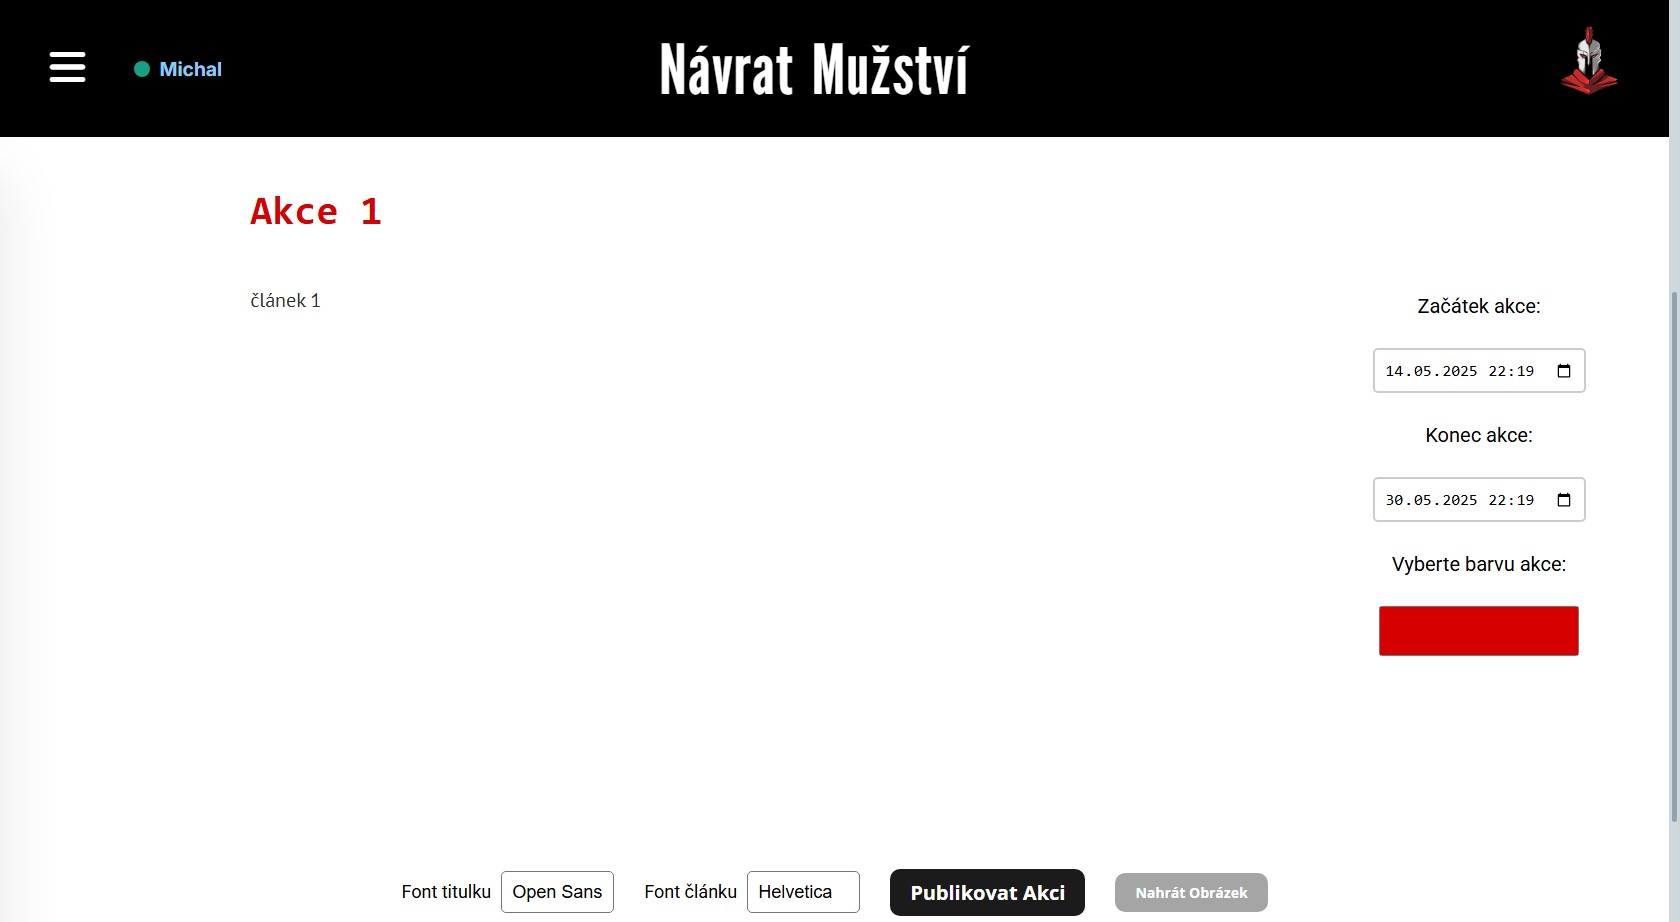 Michal
Návrat Mužství
Akce 1
článek 1
Začátek akce:
14.05.2025 22:19
Konec akce:
30.05.2025 22:19
Vyberte barvu akce:
Font titulku Open Sans Font článku Helvetica Publikovat Akci Nahrát Obrázek